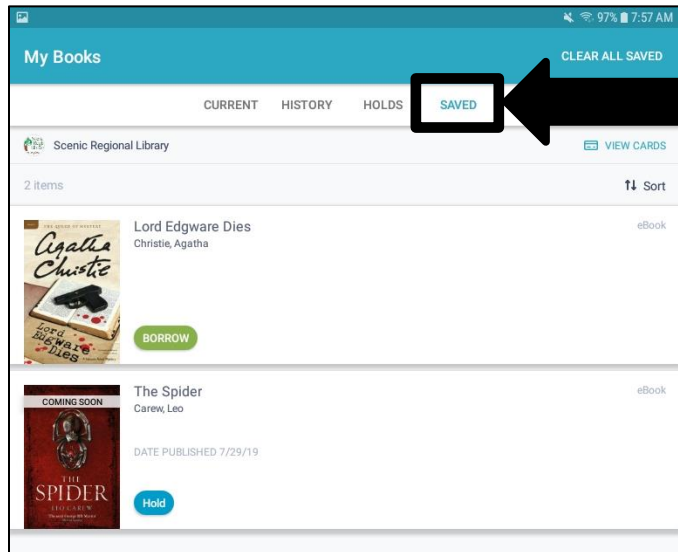 97% 7:57 AM
My Books
CLEAR ALL SAVED
CURRENT HISTORY HOLDS SAVED
Scenic Regional Library
VIEW CARDS
2 items
Sort
Agatha
Christie
Lord
Edgware
Dies
Lord Edgware Dies
Christie, Agatha
eBook
BORROW
COMING SOON
THE
SPIDER
LEO CAREW
The Spider
Carew, Leo
eBook
DATE PUBLISHED 7/29/19
Hold